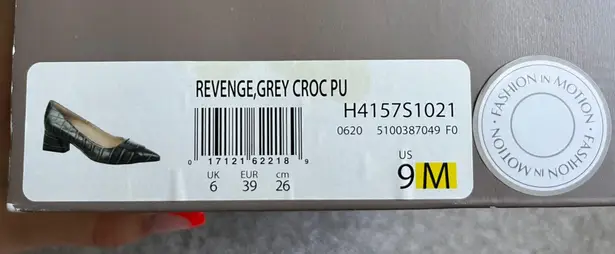 REVENGE,GREY CROC PU
H4157S1021
0620 5100387049 F0
0 17121 62218 9
UK EUR cm
6 39 26
US
9 M
· FASHION IN MOTION · FASHION IN MOTION